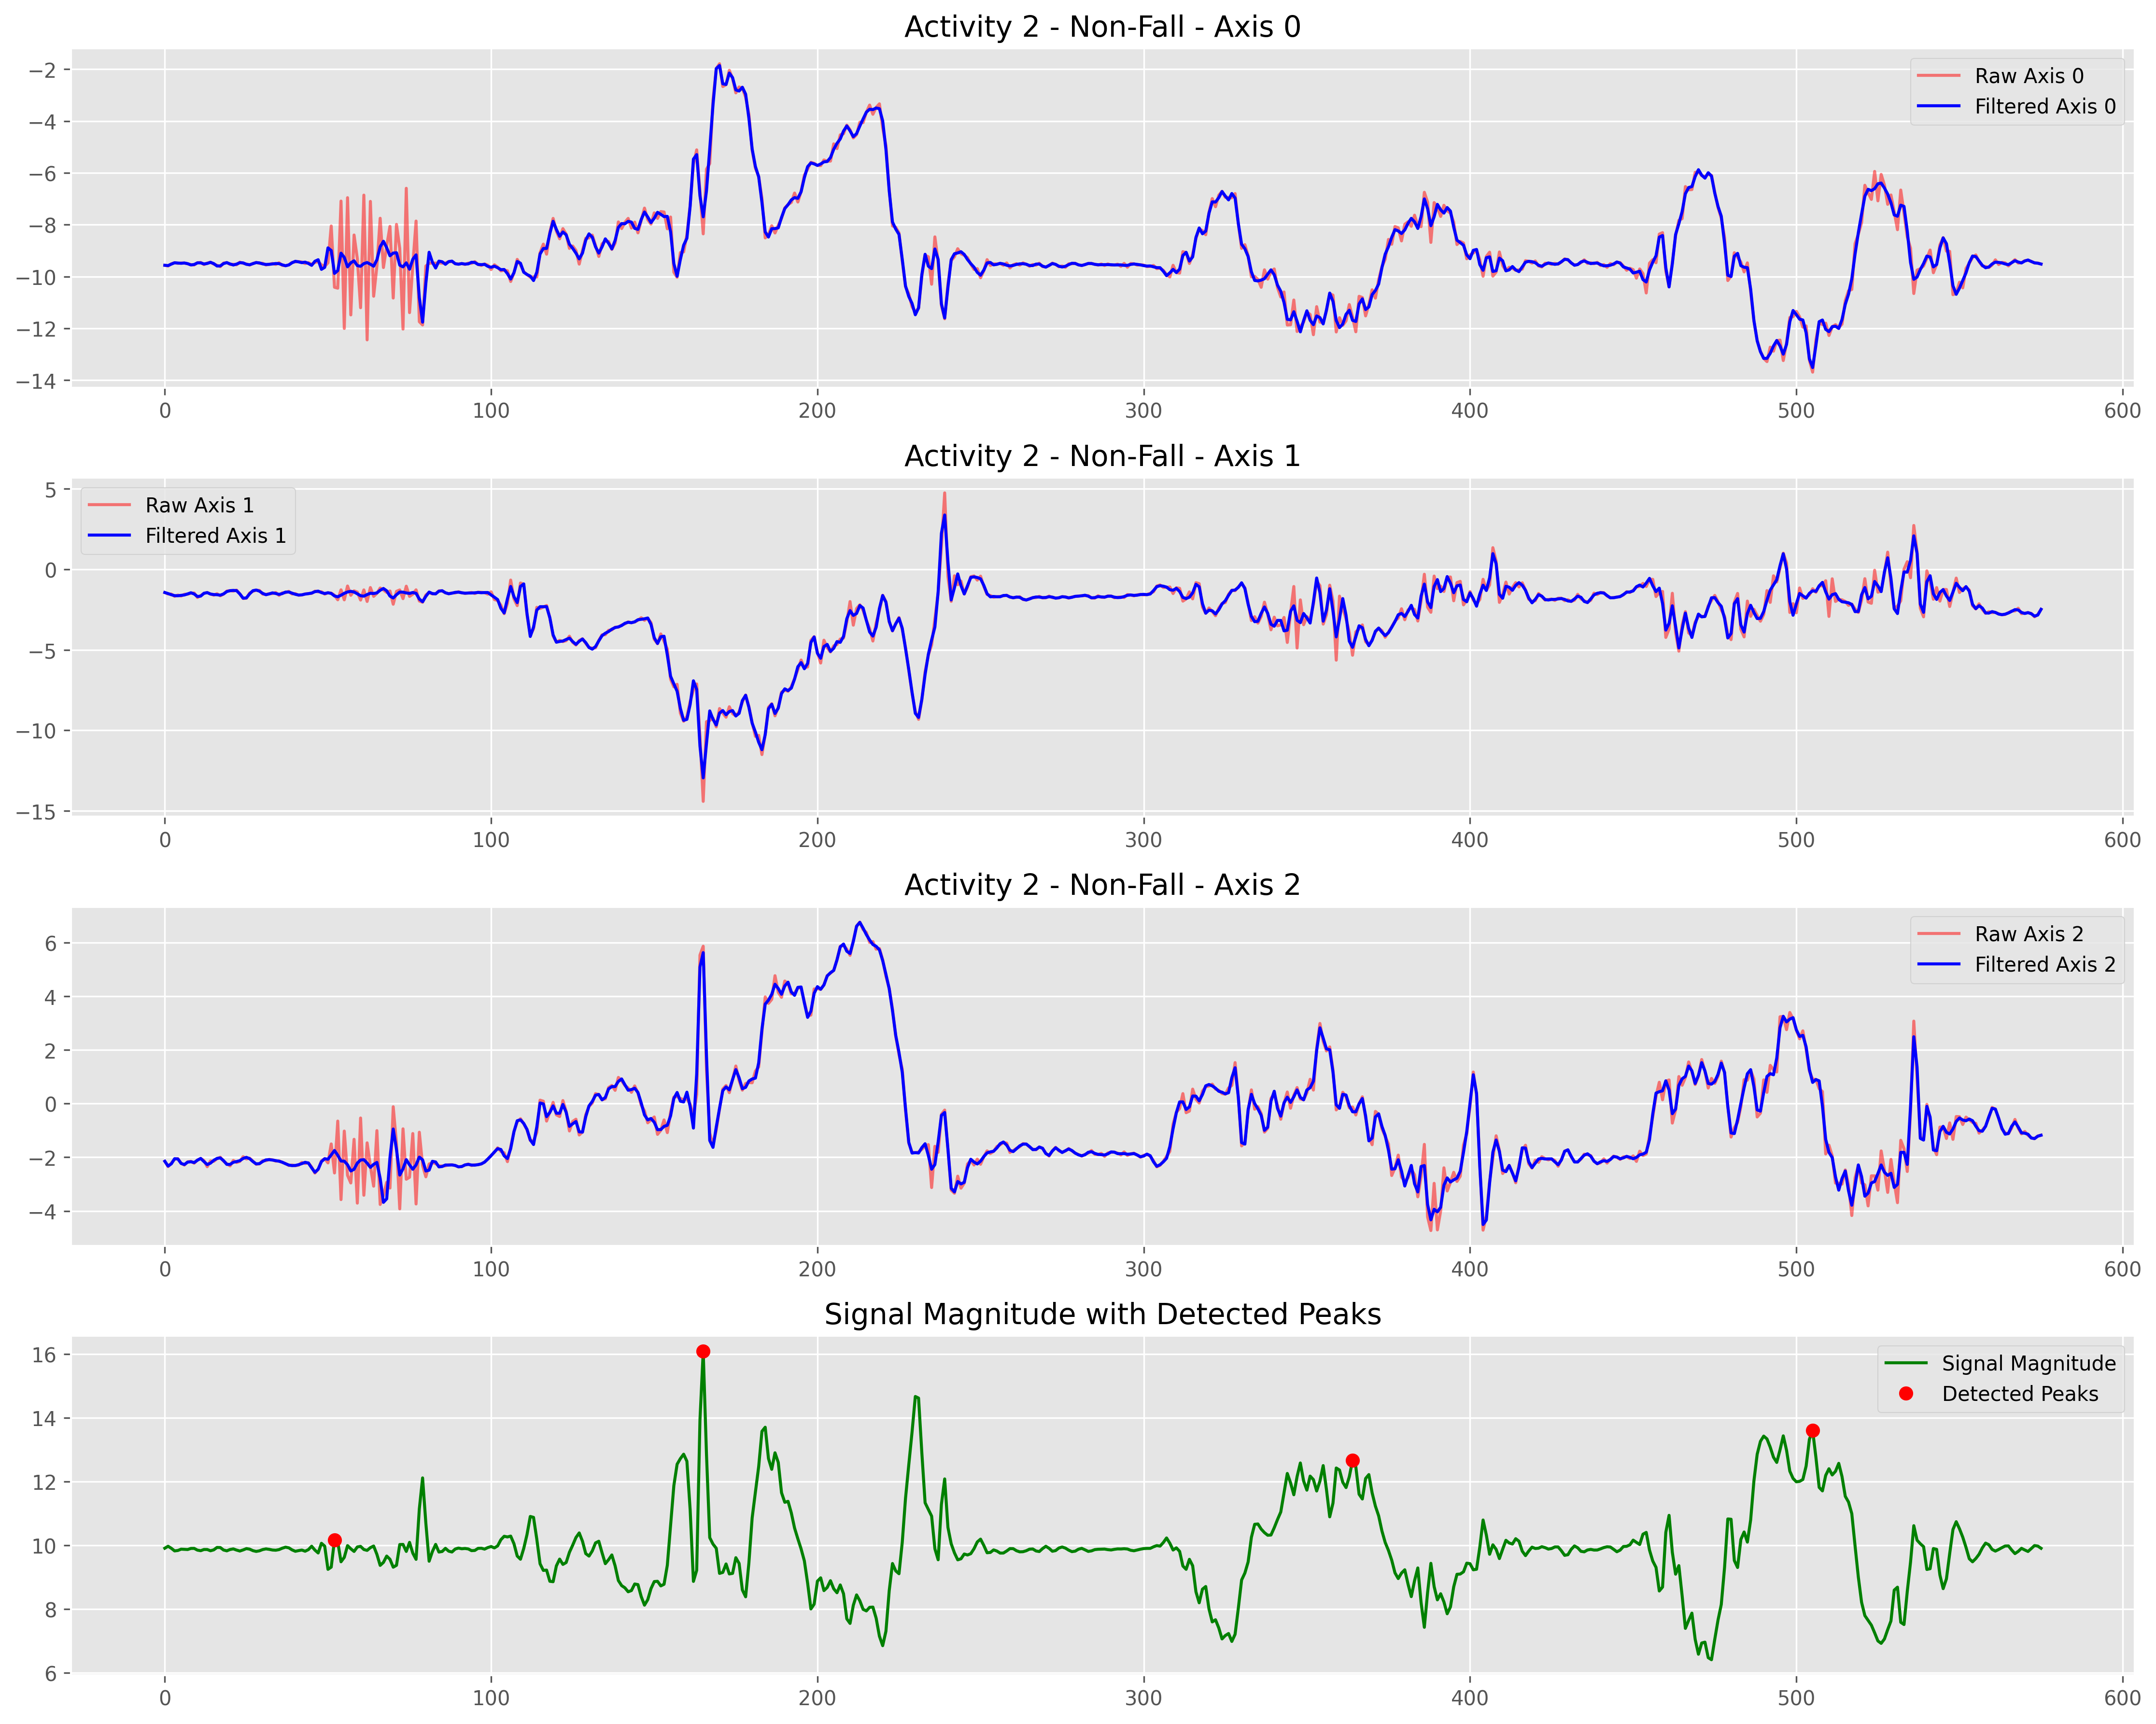 Activity 2 - Non-Fall - Axis 0
Raw Axis 0
Filtered Axis 0
−2
−4
−6
−8
−10
−12
−14
0 100 200 300 400 500 600
Activity 2 - Non-Fall - Axis 1
Raw Axis 1
Filtered Axis 1
5
0
−5
−10
−15
0 100 200 300 400 500 600
Activity 2 - Non-Fall - Axis 2
Raw Axis 2
Filtered Axis 2
6
4
2
0
−2
−4
0 100 200 300 400 500 600
Signal Magnitude with Detected Peaks
Signal Magnitude
Detected Peaks
16
14
12
10
8
6
0 100 200 300 400 500 600